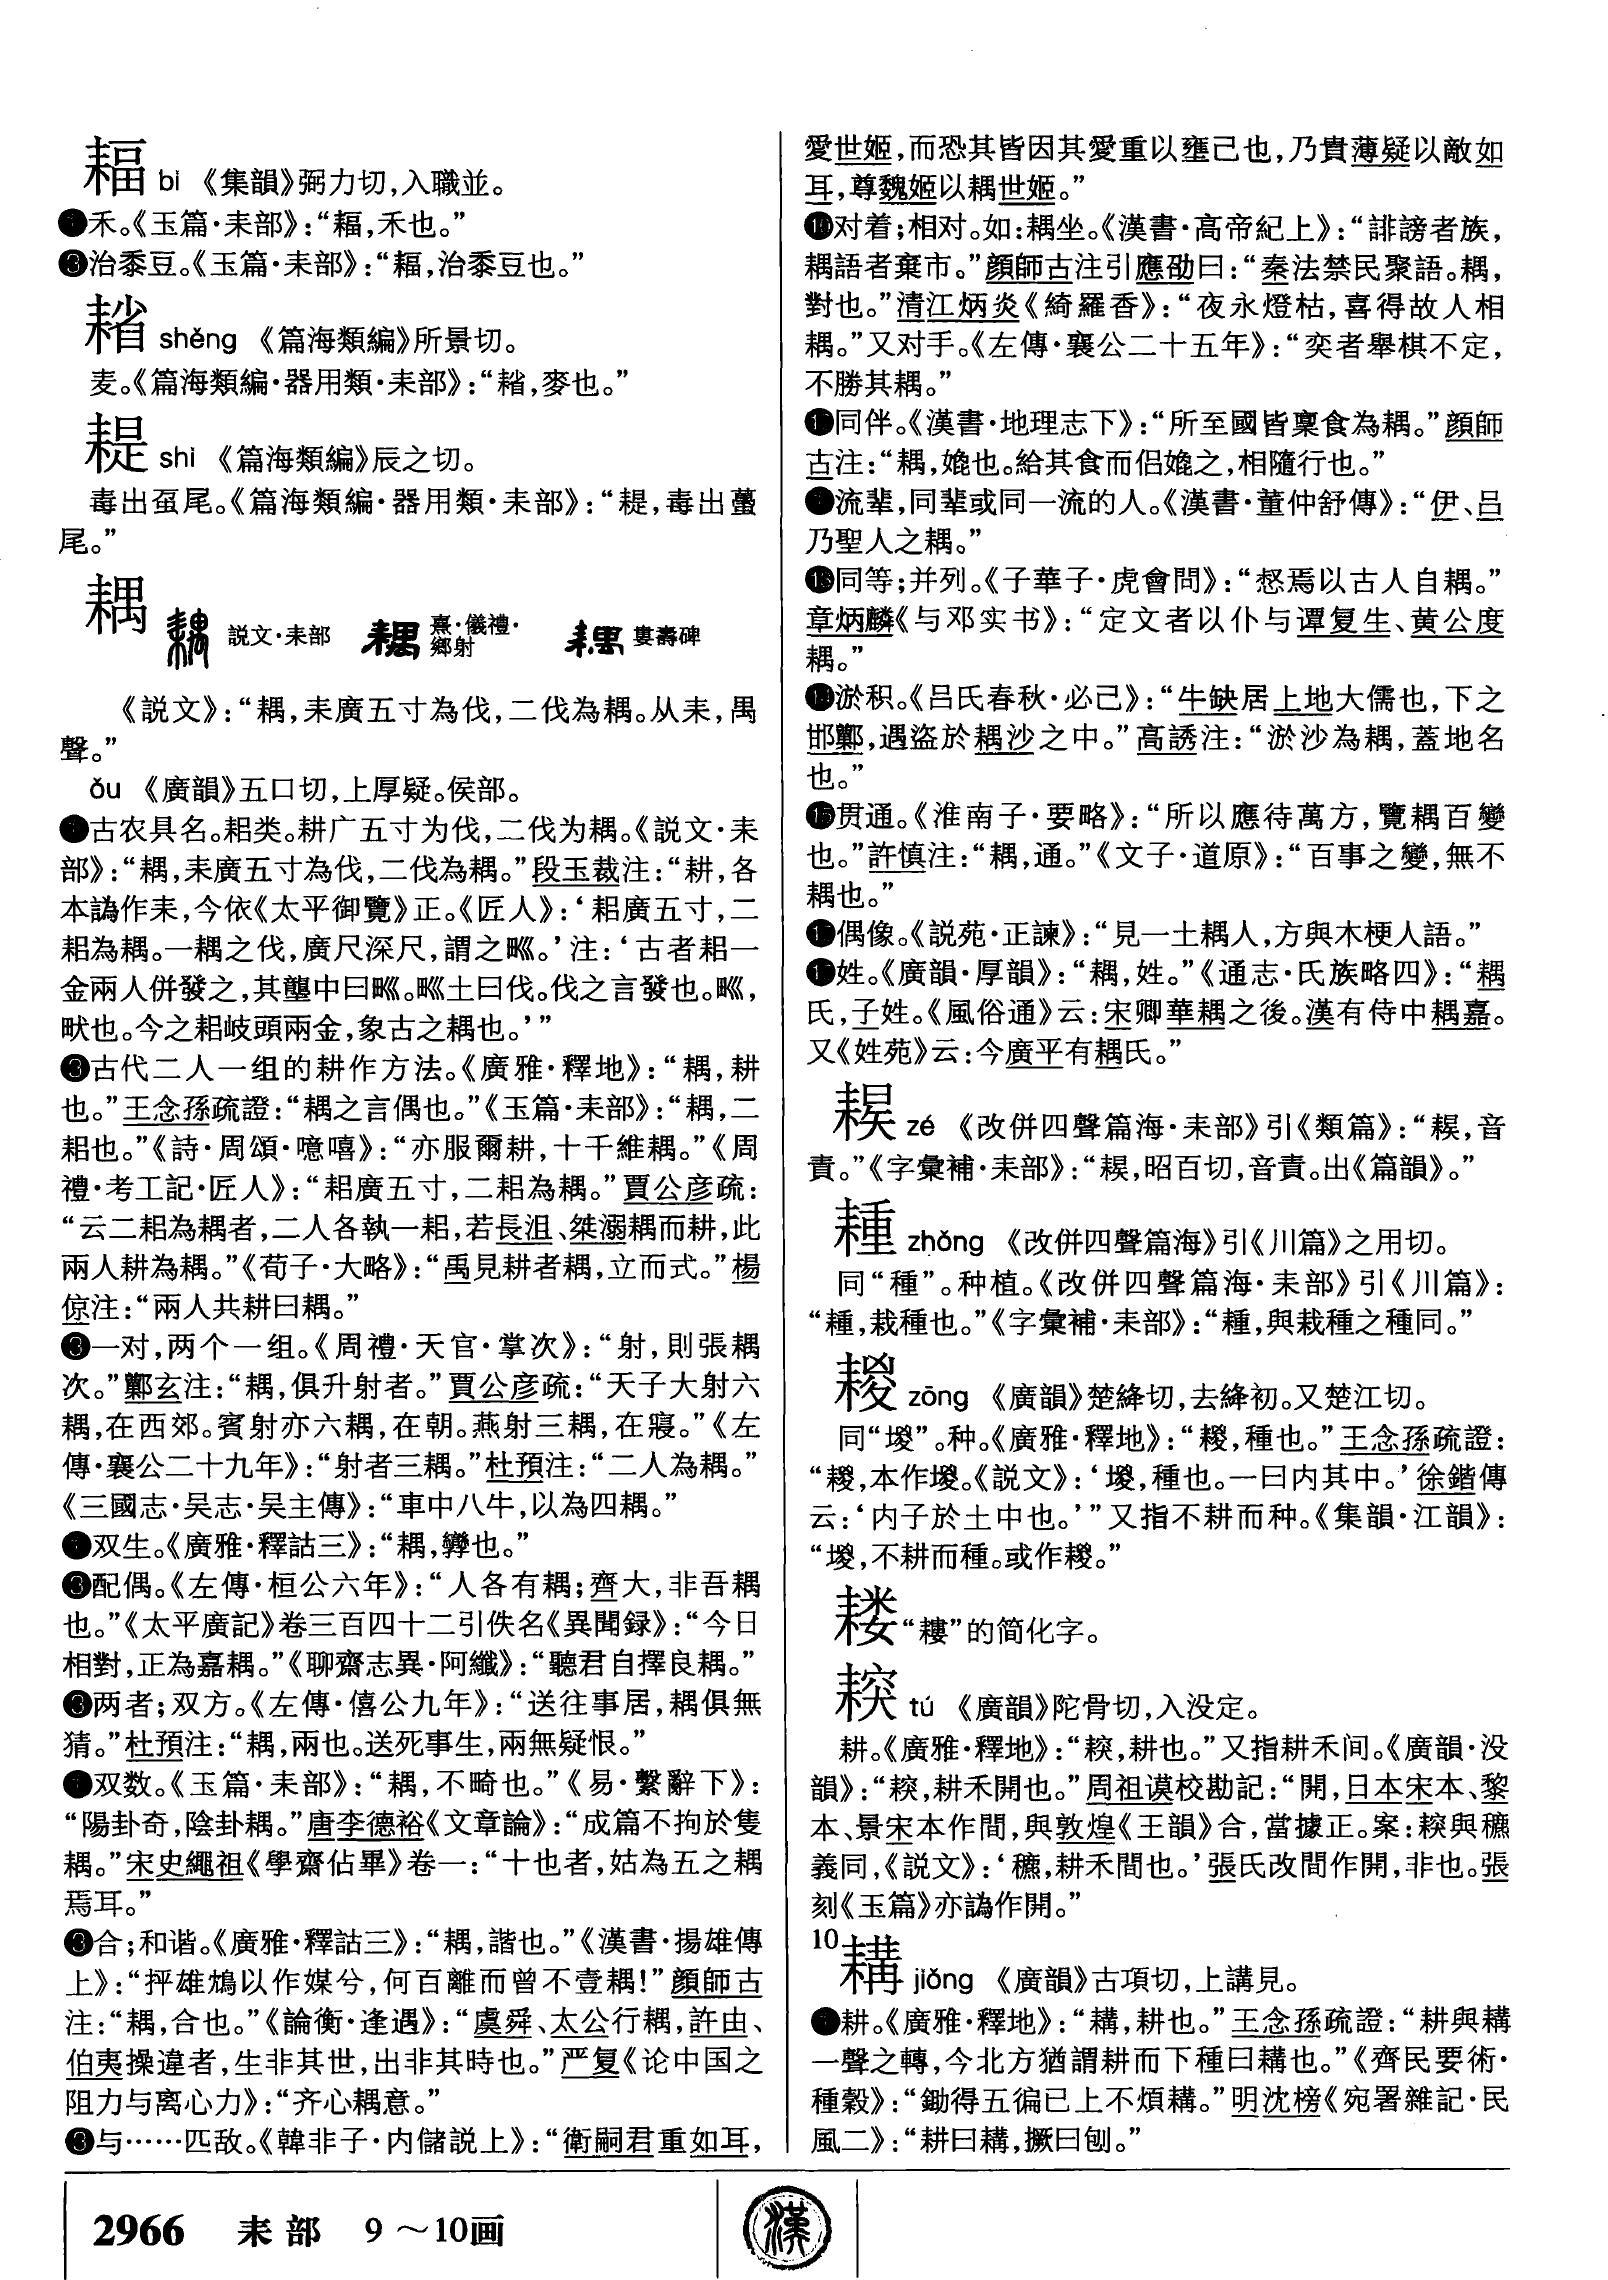 䎔 bì 《集韻》弼力切,入職並。
❶禾。《玉篇·耒部》:“䎔,禾也。”
❷治黍豆。《玉篇·耒部》:“䎔,治黍豆也。”
shěng 《篇海類編》所景切。
麦。《篇海類編·器用類·耒部》:“
,麥也。”
shì 《篇海類編》辰之切。
毒出虿尾。《篇海類編·器用類·耒部》:“
,毒出蠆
尾。”
耦 説文·耒部 熹·儀禮·鄉射 婁壽碑
《説文》:“耦,耒廣五寸為伐,二伐為耦。从耒,禺
聲。”
ǒu 《廣韻》五口切,上厚疑。侯部。
❶古农具名。耜类。耕广五寸为伐,二伐为耦。《説文·耒
部》:“耦,耒廣五寸為伐,二伐為耦。”段玉裁注:“耕,各
本譌作耒,今依《太平御覽》正。《匠人》:‘耜廣五寸,二
耜為耦。一耦之伐,廣尺深尺,謂之𤰕。’注:‘古者耜一
金兩人併發之,其壟中曰𤰕。𤰕土曰伐。伐之言發也。𤰕,
畎也。今之耜岐頭兩金,象古之耦也。’”
❷古代二人一组的耕作方法。《廣雅·釋地》:“耦,耕
也。”王念孫疏證:“耦之言偶也。”《玉篇·耒部》:“耦,二
耜也。”《詩·周頌·噫嘻》:“亦服爾耕,十千維耦。”《周
禮·考工記·匠人》:“耜廣五寸,二耜為耦。”賈公彦疏:
“云二耜為耦者,二人各執一耜,若長沮、桀溺耦而耕,此
兩人耕為耦。”《荀子·大略》:“禹見耕者耦,立而式。”楊
倞注:“兩人共耕曰耦。”
❸一对,两个一组。《周禮·天官·掌次》:“射,則張耦
次。”鄭玄注:“耦,俱升射者。”賈公彦疏:“天子大射六
耦,在西郊。賓射亦六耦,在朝。燕射三耦,在寢。”《左
傳·襄公二十九年》:“射者三耦。”杜預注:“二人為耦。”
《三國志·吴志·吴主傳》:“車中八牛,以為四耦。”
❹双生。《廣雅·釋詁三》:“耦,孿也。”
❺配偶。《左傳·桓公六年》:“人各有耦;齊大,非吾耦
也。”《太平廣記》卷三百四十二引佚名《異聞録》:“今日
相對,正為嘉耦。”《聊齋志異·阿纖》:“聽君自擇良耦。”
❻两者;双方。《左傳·僖公九年》:“送往事居,耦俱無
猜。”杜預注:“耦,兩也。送死事生,兩無疑恨。”
❼双数。《玉篇·耒部》:“耦,不畸也。”《易·繫辭下》:
“陽卦奇,陰卦耦。”唐李德裕《文章論》:“成篇不拘於隻
耦。”宋史繩祖《學齋佔畢》卷一:“十也者,姑為五之耦
焉耳。”
❽合;和谐。《廣雅·釋詁三》:“耦,諧也。”《漢書·揚雄傳
上》:“抨雄鴆以作媒兮,何百離而曾不壹耦!”顔師古
注:“耦,合也。”《論衡·逢遇》:“虞舜、太公行耦,許由、
伯夷操違者,生非其世,出非其時也。”严复《论中国之
阻力与离心力》:“齐心耦意。”
❾与……匹敌。《韓非子·内儲説上》:“衛嗣君重如耳,
愛世姬,而恐其皆因其愛重以壅己也,乃貴薄疑以敵如
耳,尊魏姬以耦世姬。”
❿对着;相对。如:耦坐。《漢書·高帝紀上》:“誹謗者族,
耦語者棄市。”顔師古注引應劭曰:“秦法禁民聚語。耦,
對也。”清江炳炎《綺羅香》:“夜永燈枯,喜得故人相
耦。”又对手。《左傳·襄公二十五年》:“奕者舉棋不定,
不勝其耦。”
⓫同伴。《漢書·地理志下》:“所至國皆稟食為耦。”顔師
古注:“耦,媲也。給其食而侣媲之,相隨行也。”
⓬流辈,同辈或同一流的人。《漢書·董仲舒傳》:“伊、吕
乃聖人之耦。”
⓭同等;并列。《子華子·虎會問》:“惄焉以古人自耦。”
章炳麟《与邓实书》:“定文者以仆与谭复生、黄公度
耦。”
⓮淤积。《吕氏春秋·必己》:“牛缺居上地大儒也,下之
邯鄲,遇盗於耦沙之中。”高誘注:“淤沙為耦,蓋地名
也。”
⓯贯通。《淮南子·要略》:“所以應待萬方,覽耦百變
也。”許慎注:“耦,通。”《文子·道原》:“百事之變,無不
耦也。”
⓰偶像。《説苑·正諫》:“見一土耦人,方與木梗人語。”
⓱姓。《廣韻·厚韻》:“耦,姓。”《通志·氏族略四》:“耦
氏,子姓。《風俗通》云:宋卿華耦之後。漢有侍中耦嘉。
又《姓苑》云:今廣平有耦氏。”
zé 《改併四聲篇海·耒部》引《類篇》:“
,音
責。”《字彙補·耒部》:“
,昭百切,音責。出《篇韻》。”
zhǒng 《改併四聲篇海》引《川篇》之用切。
同“種”。种植。《改併四聲篇海·耒部》引《川篇》:
“
,栽種也。”《字彙補·耒部》:“
,與栽種之種同。”
䎫 zōng 《廣韻》楚絳切,去絳初。又楚江切。
同“堫”。种。《廣雅·釋地》:“䎫,種也。”王念孫疏證:
“䎫,本作堫。《説文》:‘堫,種也。一曰内其中。’徐鍇傳
云:‘内子於土中也。’”又指不耕而种。《集韻·江韻》:
“堫,不耕而種。或作䎫。”
耧 “耬”的简化字。
tú 《廣韻》陀骨切,入没定。
耕。《廣雅·釋地》:“
,耕也。”又指耕禾间。《廣韻·没
韻》:“
,耕禾開也。”周祖谟校勘記:“開,日本宋本、黎
本、景宋本作間,與敦煌《王韻》合,當據正。案:
與穮
義同,《説文》:‘穮,耕禾間也。’張氏改間作開,非也。張
刻《玉篇》亦譌作開。”
10
耩 jiǎng 《廣韻》古項切,上講見。
❶耕。《廣雅·釋地》:“耩,耕也。”王念孫疏證:“耕與耩
一聲之轉,今北方猶謂耕而下種曰耩也。”《齊民要術·
種穀》:“鋤得五徧已上不煩耩。”明沈榜《宛署雜記·民
風二》:“耕曰耩,撅曰刨。”
2966 耒部 9～10画
漢